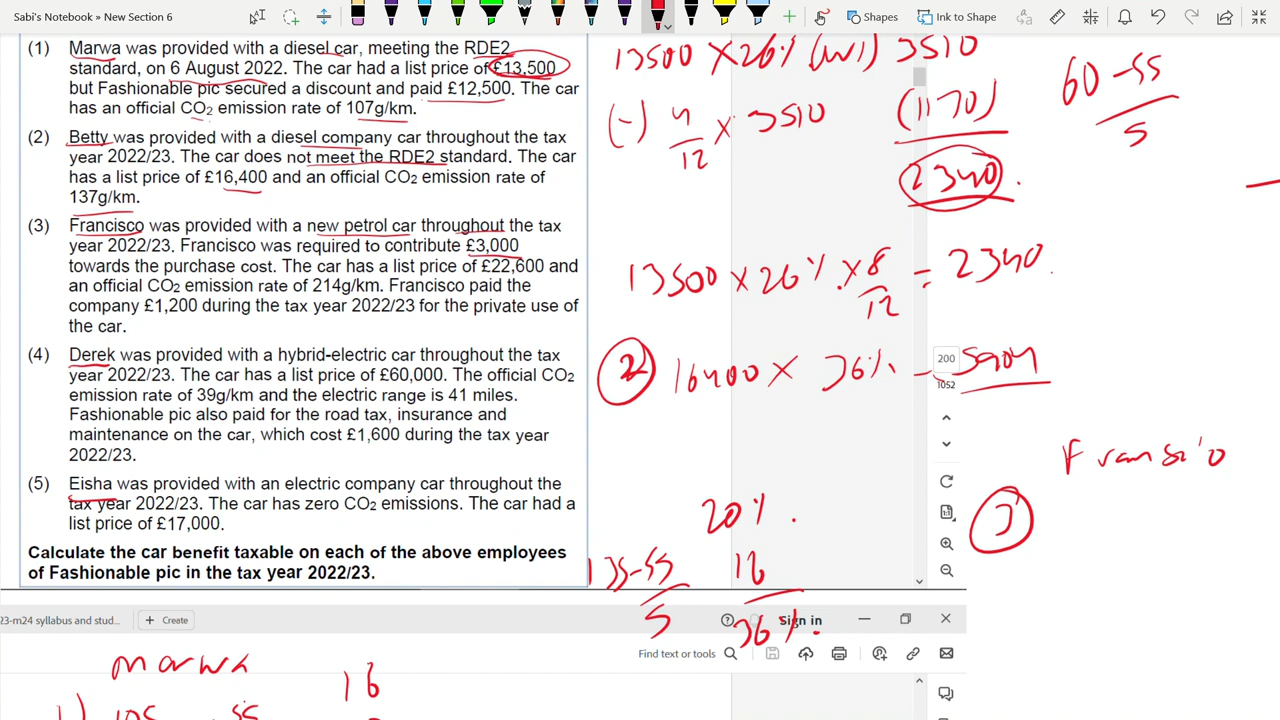 Sabi's Notebook » New Section 6
Shapes
Ink to Shape
(1) Marwa was provided with a diesel car, meeting the RDE2
standard, on 6 August 2022. The car had a list price of £13,500
but Fashionable pic secured a discount and paid £12,500. The car
has an official CO2 emission rate of 107g/km.
(2) Betty was provided with a diesel company car throughout the tax
year 2022/23. The car does not meet the RDE2 standard. The car
has a list price of £16,400 and an official CO2 emission rate of
137g/km.
(3) Francisco was provided with a new petrol car throughout the tax
year 2022/23. Francisco was required to contribute £3,000
towards the purchase cost. The car has a list price of £22,600 and
an official CO2 emission rate of 214g/km. Francisco paid the
company £1,200 during the tax year 2022/23 for the private use of
the car.
(4) Derek was provided with a hybrid-electric car throughout the tax
year 2022/23. The car has a list price of £60,000. The official CO2
emission rate of 39g/km and the electric range is 41 miles.
Fashionable pic also paid for the road tax, insurance and
maintenance on the car, which cost £1,600 during the tax year
2022/23.
(5) Eisha was provided with an electric company car throughout the
tax year 2022/23. The car has zero CO2 emissions. The car had a
list price of £17,000.
Calculate the car benefit taxable on each of the above employees
of Fashionable pic in the tax year 2022/23.
13500 × 26% (W1) 3510
(-) 4/12 × 3510 (1170)
2340.
60-55
5
13500 × 26% × 8/12 = 2340.
2 16400 × 36% = 5904
200
1052
Fransi'o
3
20%.
135-55 16
5 36%.
23-m24 syllabus and stud...
+ Create
Sign in
Find text or tools
marwa
16
1) 105 55